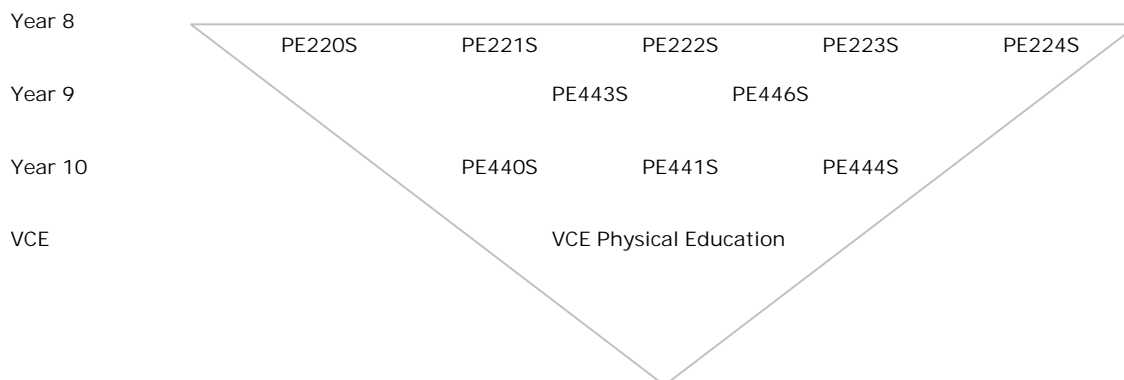 Year 8
PE220S PE221S PE222S PE223S PE224S
Year 9 PE443S PE446S
Year 10 PE440S PE441S PE444S
VCE VCE Physical Education